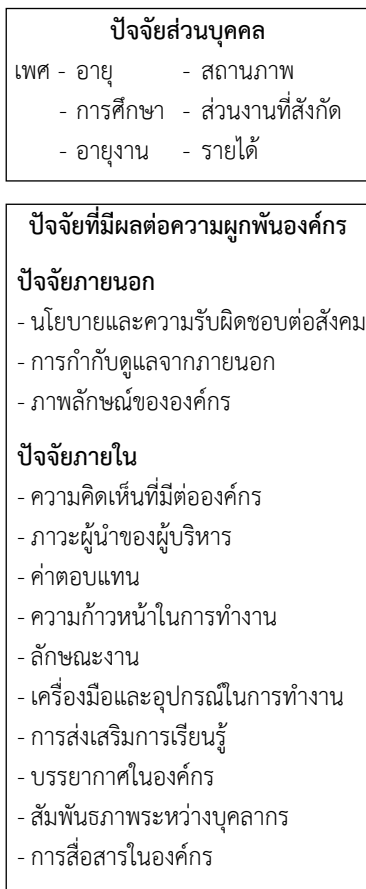 ปัจจัยส่วนบุคคล
เพศ - อายุ - สถานภาพ
- การศึกษา - ส่วนงานที่สังกัด
- อายุงาน - รายได้
ปัจจัยที่มีผลต่อความผูกพันองค์กร
ปัจจัยภายนอก
- นโยบายและความรับผิดชอบต่อสังคม
- การกำกับดูแลจากภายนอก
- ภาพลักษณ์ขององค์กร
ปัจจัยภายใน
- ความคิดเห็นที่มีต่อองค์กร
- ภาวะผู้นำของผู้บริหาร
- ค่าตอบแทน
- ความก้าวหน้าในการทำงาน
- ลักษณะงาน
- เครื่องมือและอุปกรณ์ในการทำงาน
- การส่งเสริมการเรียนรู้
- บรรยากาศในองค์กร
- สัมพันธภาพระหว่างบุคลากร
- การสื่อสารในองค์กร